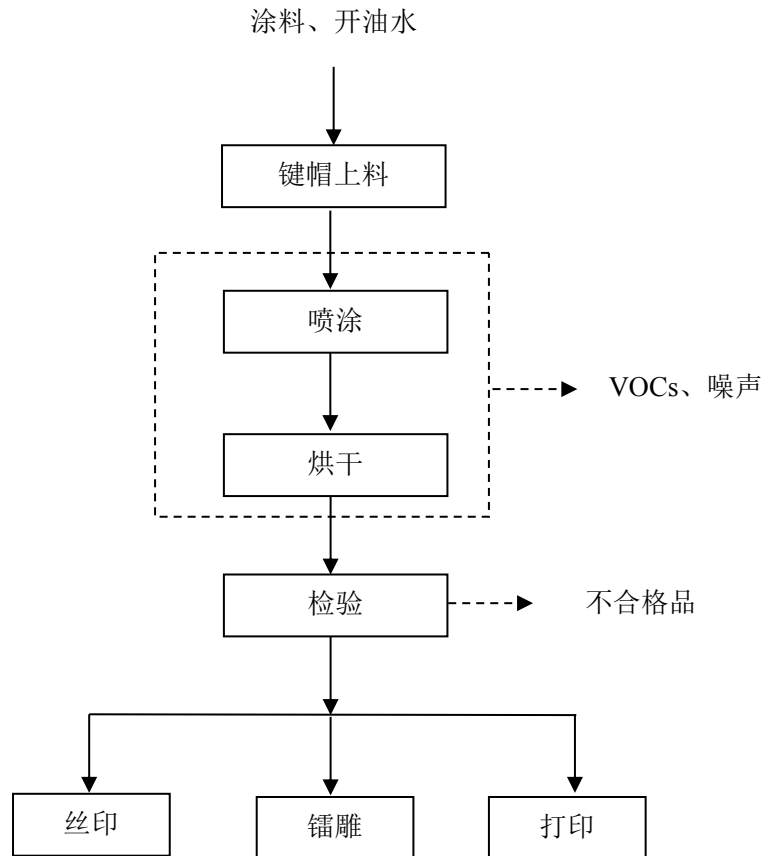 涂料、开油水
键帽上料
喷涂
VOCs、噪声
烘干
检验
不合格品
丝印
镭雕
打印